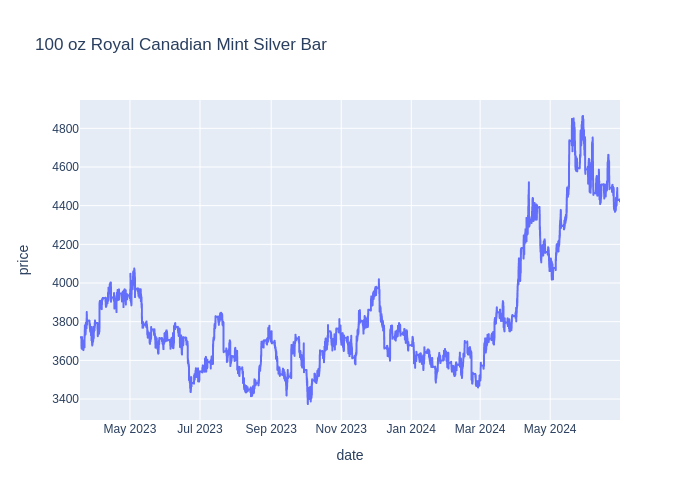 100 oz Royal Canadian Mint Silver Bar
4800
4600
4400
4200
4000
3800
3600
3400
price
May 2023 Jul 2023 Sep 2023 Nov 2023 Jan 2024 Mar 2024 May 2024
date